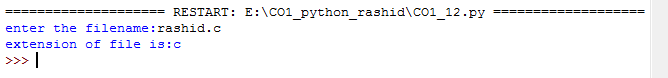 ==================== RESTART: E:\CO1_python_rashid\CO1_12.py ===================
enter the filename:rashid.c
extension of file is:c
>>>